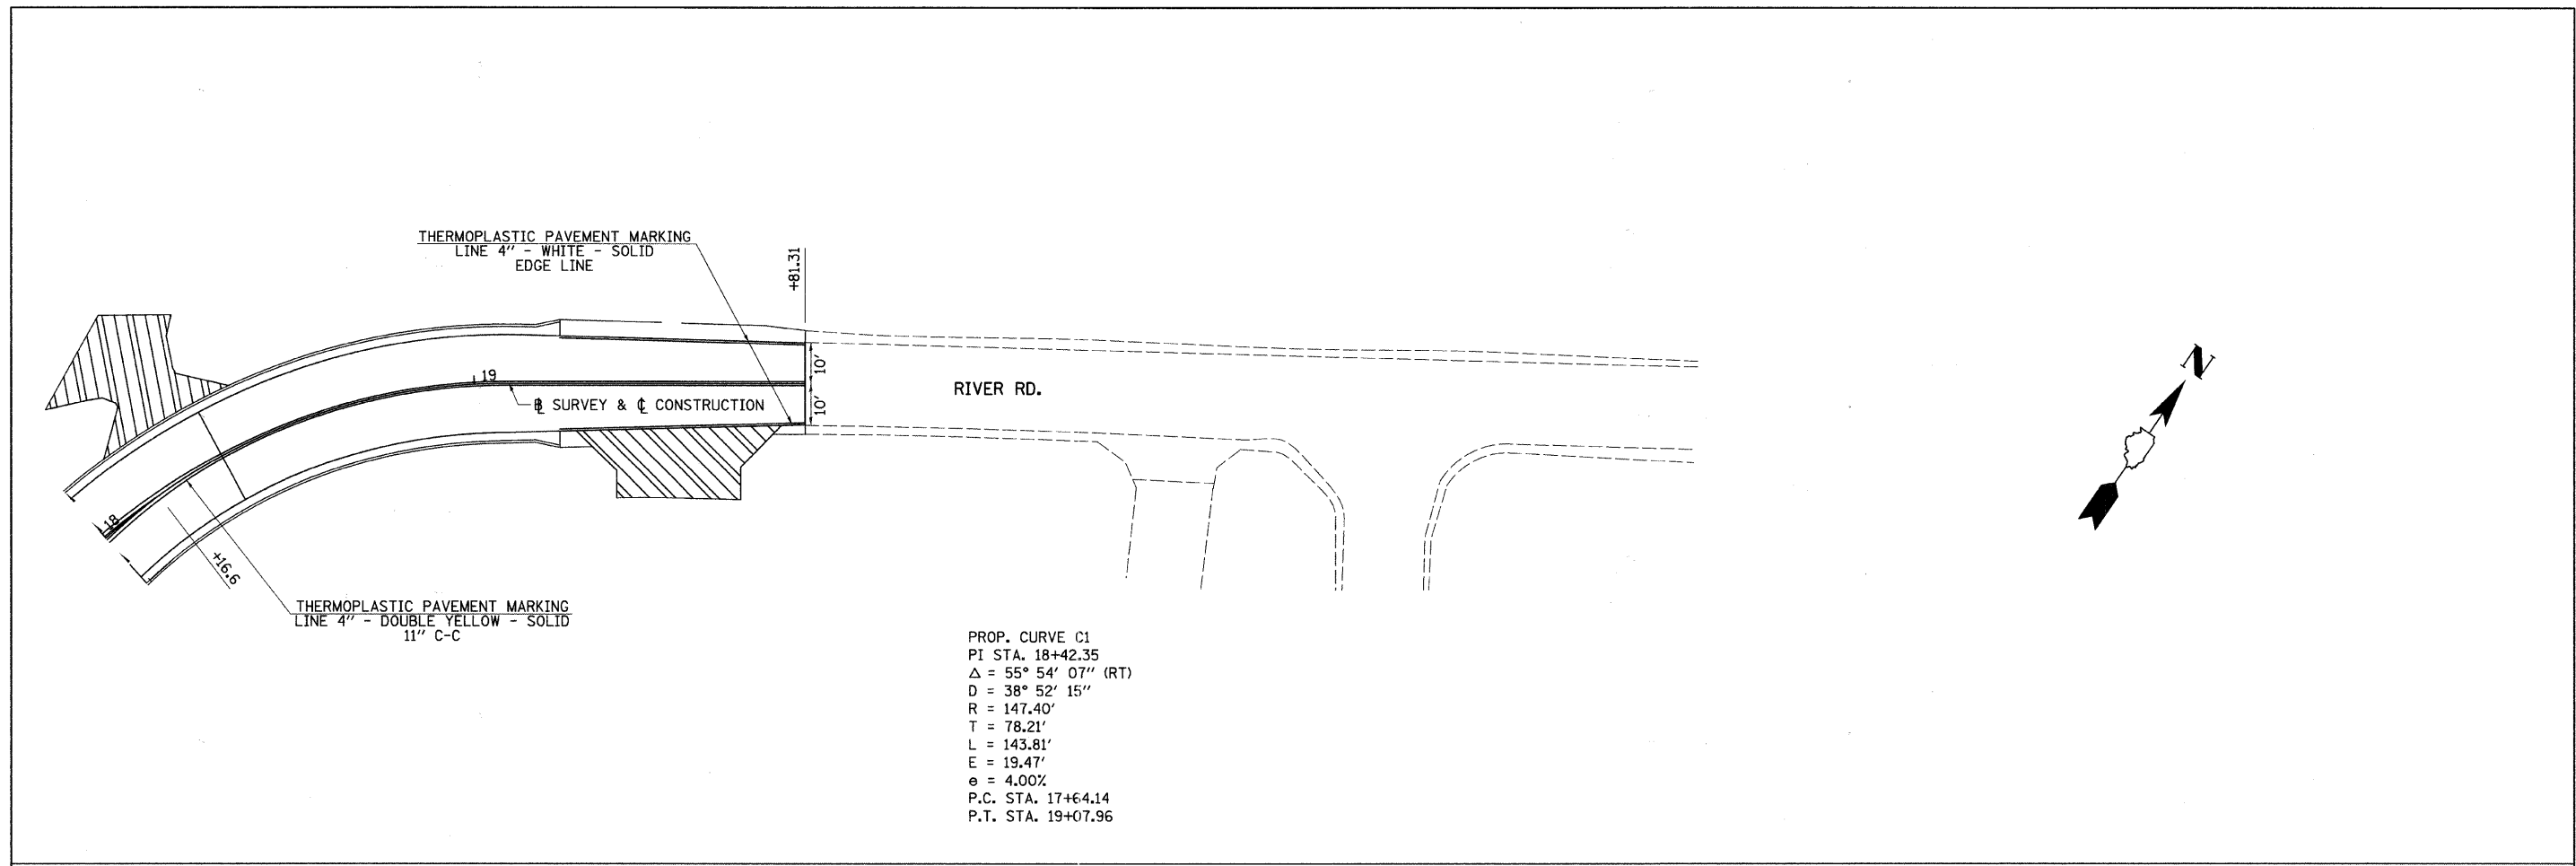 THERMOPLASTIC PAVEMENT MARKING
LINE 4" - WHITE - SOLID
EDGE LINE
+81.31
10'
10'
19
℄ SURVEY & ℄ CONSTRUCTION
RIVER RD.
N
18
+16.6
THERMOPLASTIC PAVEMENT MARKING
LINE 4" - DOUBLE YELLOW - SOLID
11" C-C
PROP. CURVE C1
PI STA. 18+42.35
Δ = 55° 54' 07" (RT)
D = 38° 52' 15"
R = 147.40'
T = 78.21'
L = 143.81'
E = 19.47'
e = 4.00%
P.C. STA. 17+64.14
P.T. STA. 19+07.96